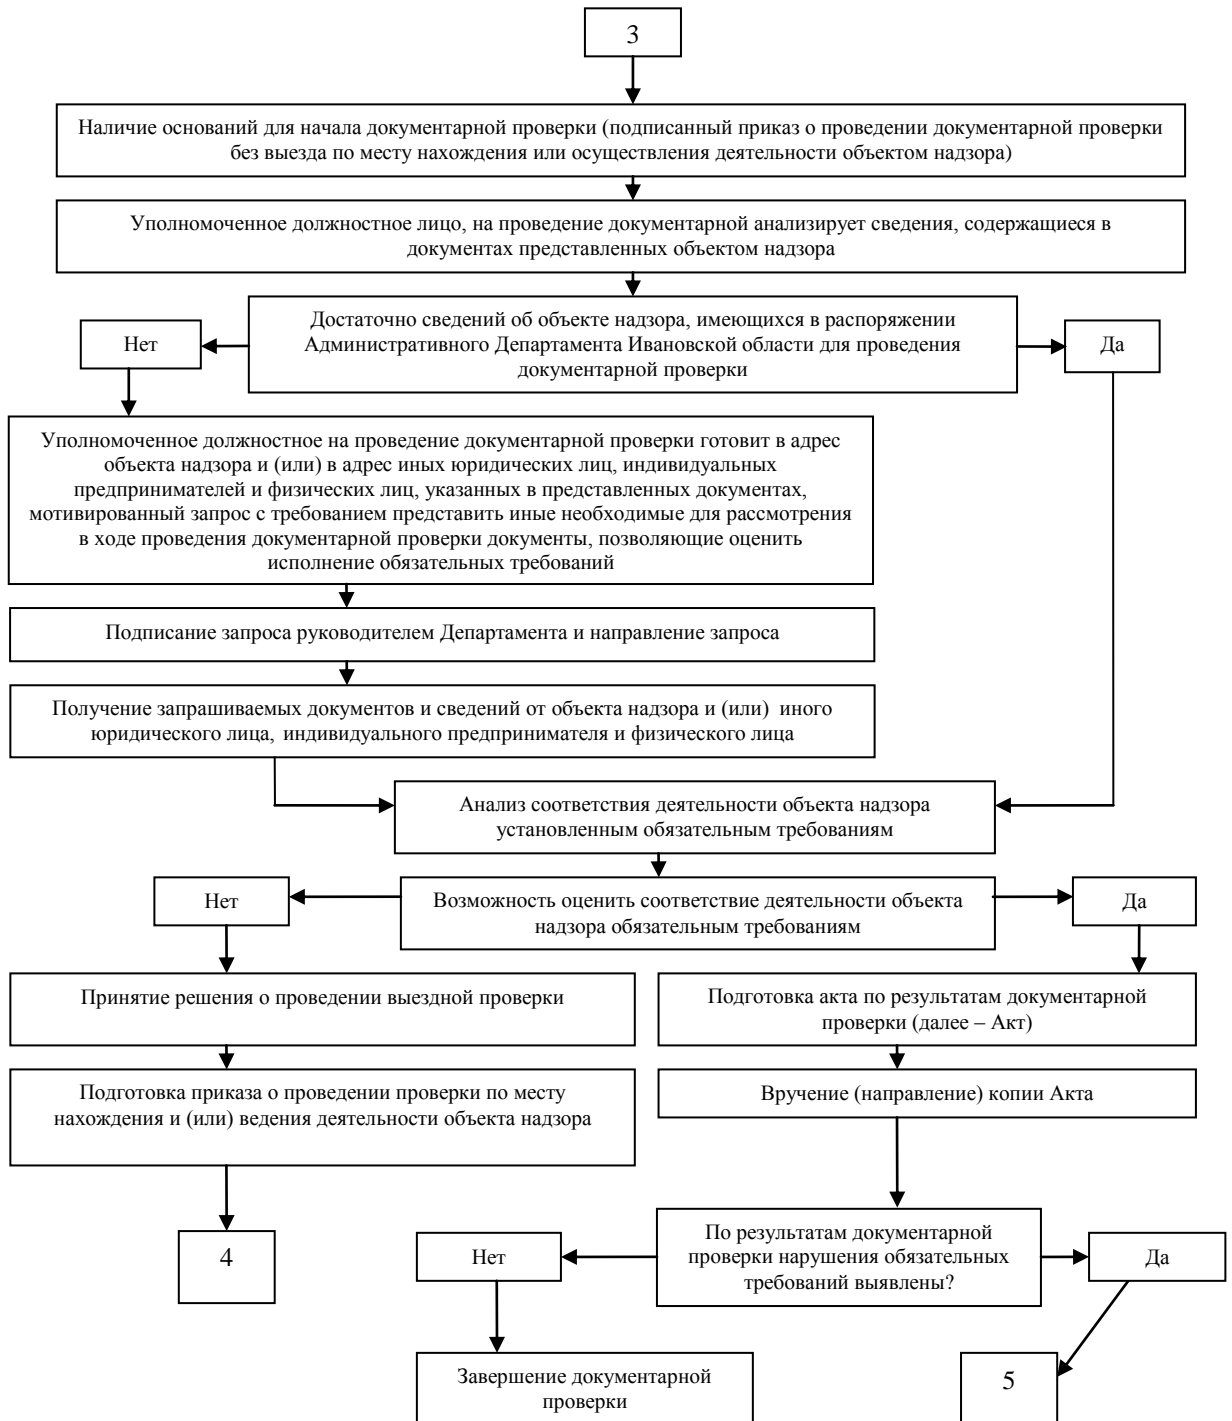 3
Наличие оснований для начала документарной проверки (подписанный приказ о проведении документарной проверки
без выезда по месту нахождения или осуществления деятельности объектом надзора)
Уполномоченное должностное лицо, на проведение документарной анализирует сведения, содержащиеся в
документах представленных объектом надзора
Достаточно сведений об объекте надзора, имеющихся в распоряжении
Административного Департамента Ивановской области для проведения
документарной проверки
Нет
Да
Уполномоченное должностное на проведение документарной проверки готовит в адрес
объекта надзора и (или) в адрес иных юридических лиц, индивидуальных
предпринимателей и физических лиц, указанных в представленных документах,
мотивированный запрос с требованием представить иные необходимые для рассмотрения
в ходе проведения документарной проверки документы, позволяющие оценить
исполнение обязательных требований
Подписание запроса руководителем Департамента и направление запроса
Получение запрашиваемых документов и сведений от объекта надзора и (или) иного
юридического лица, индивидуального предпринимателя и физического лица
Анализ соответствия деятельности объекта надзора
установленным обязательным требованиям
Нет
Возможность оценить соответствие деятельности объекта
надзора обязательным требованиям
Да
Принятие решения о проведении выездной проверки
Подготовка акта по результатам документарной
проверки (далее – Акт)
Подготовка приказа о проведении проверки по месту
нахождения и (или) ведения деятельности объекта надзора
Вручение (направление) копии Акта
4
Нет
По результатам документарной
проверки нарушения обязательных
требований выявлены?
Да
Завершение документарной
проверки
5